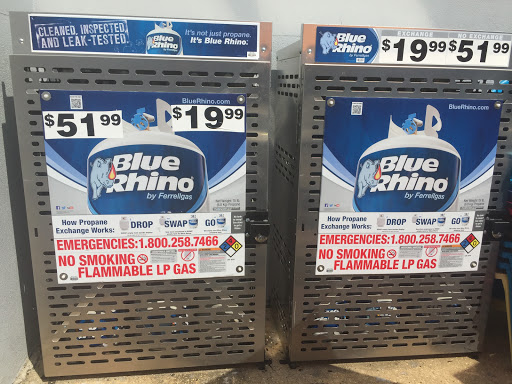 CLEANED, INSPECTED,
AND LEAK-TESTED.
Blue Rhino
It's not just propane.
It's Blue Rhino.
BlueRhino.com
$51 99
$19 99
Blue Rhino
by Ferrellgas
How Propane
Exchange Works:
DROP
SWAP
GO
EMERGENCIES:1.800.258.7466
NO SMOKING
FLAMMABLE LP GAS
Blue Rhino
EXCHANGE
$19 99
NO EXCHANGE
$51 99
BlueRhino.com
Blue Rhino
by Ferrellgas
How Propane
Exchange Works:
DROP
SWAP
GO
EMERGENCIES:1.800.258.7466
NO SMOKING
FLAMMABLE LP GAS